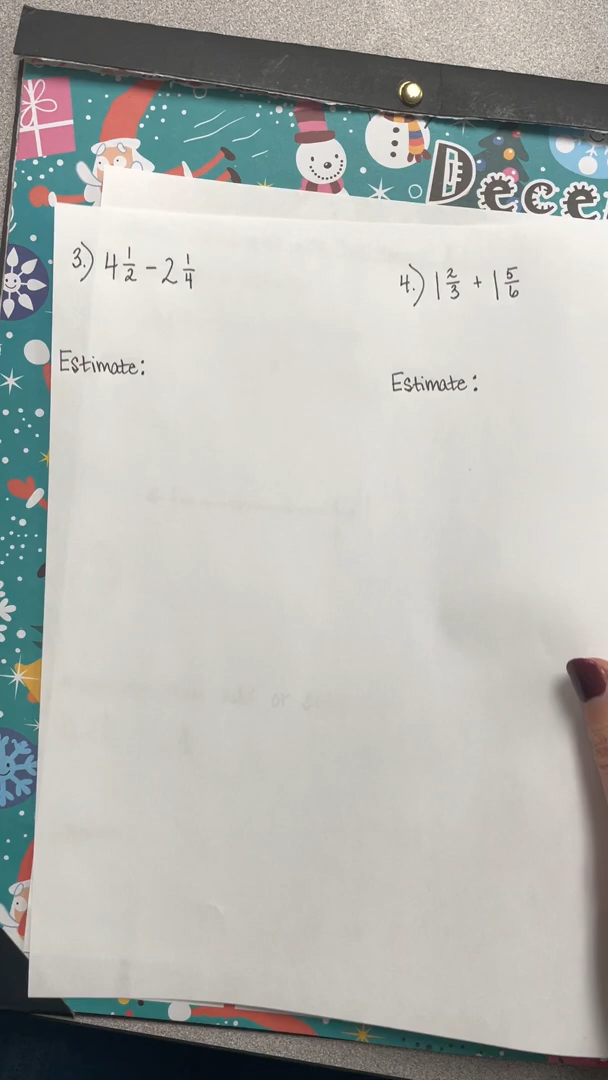 Dece
3.) 4 1/2 - 2 1/4
Estimate:
4.) 1 2/3 + 1 5/6
Estimate: